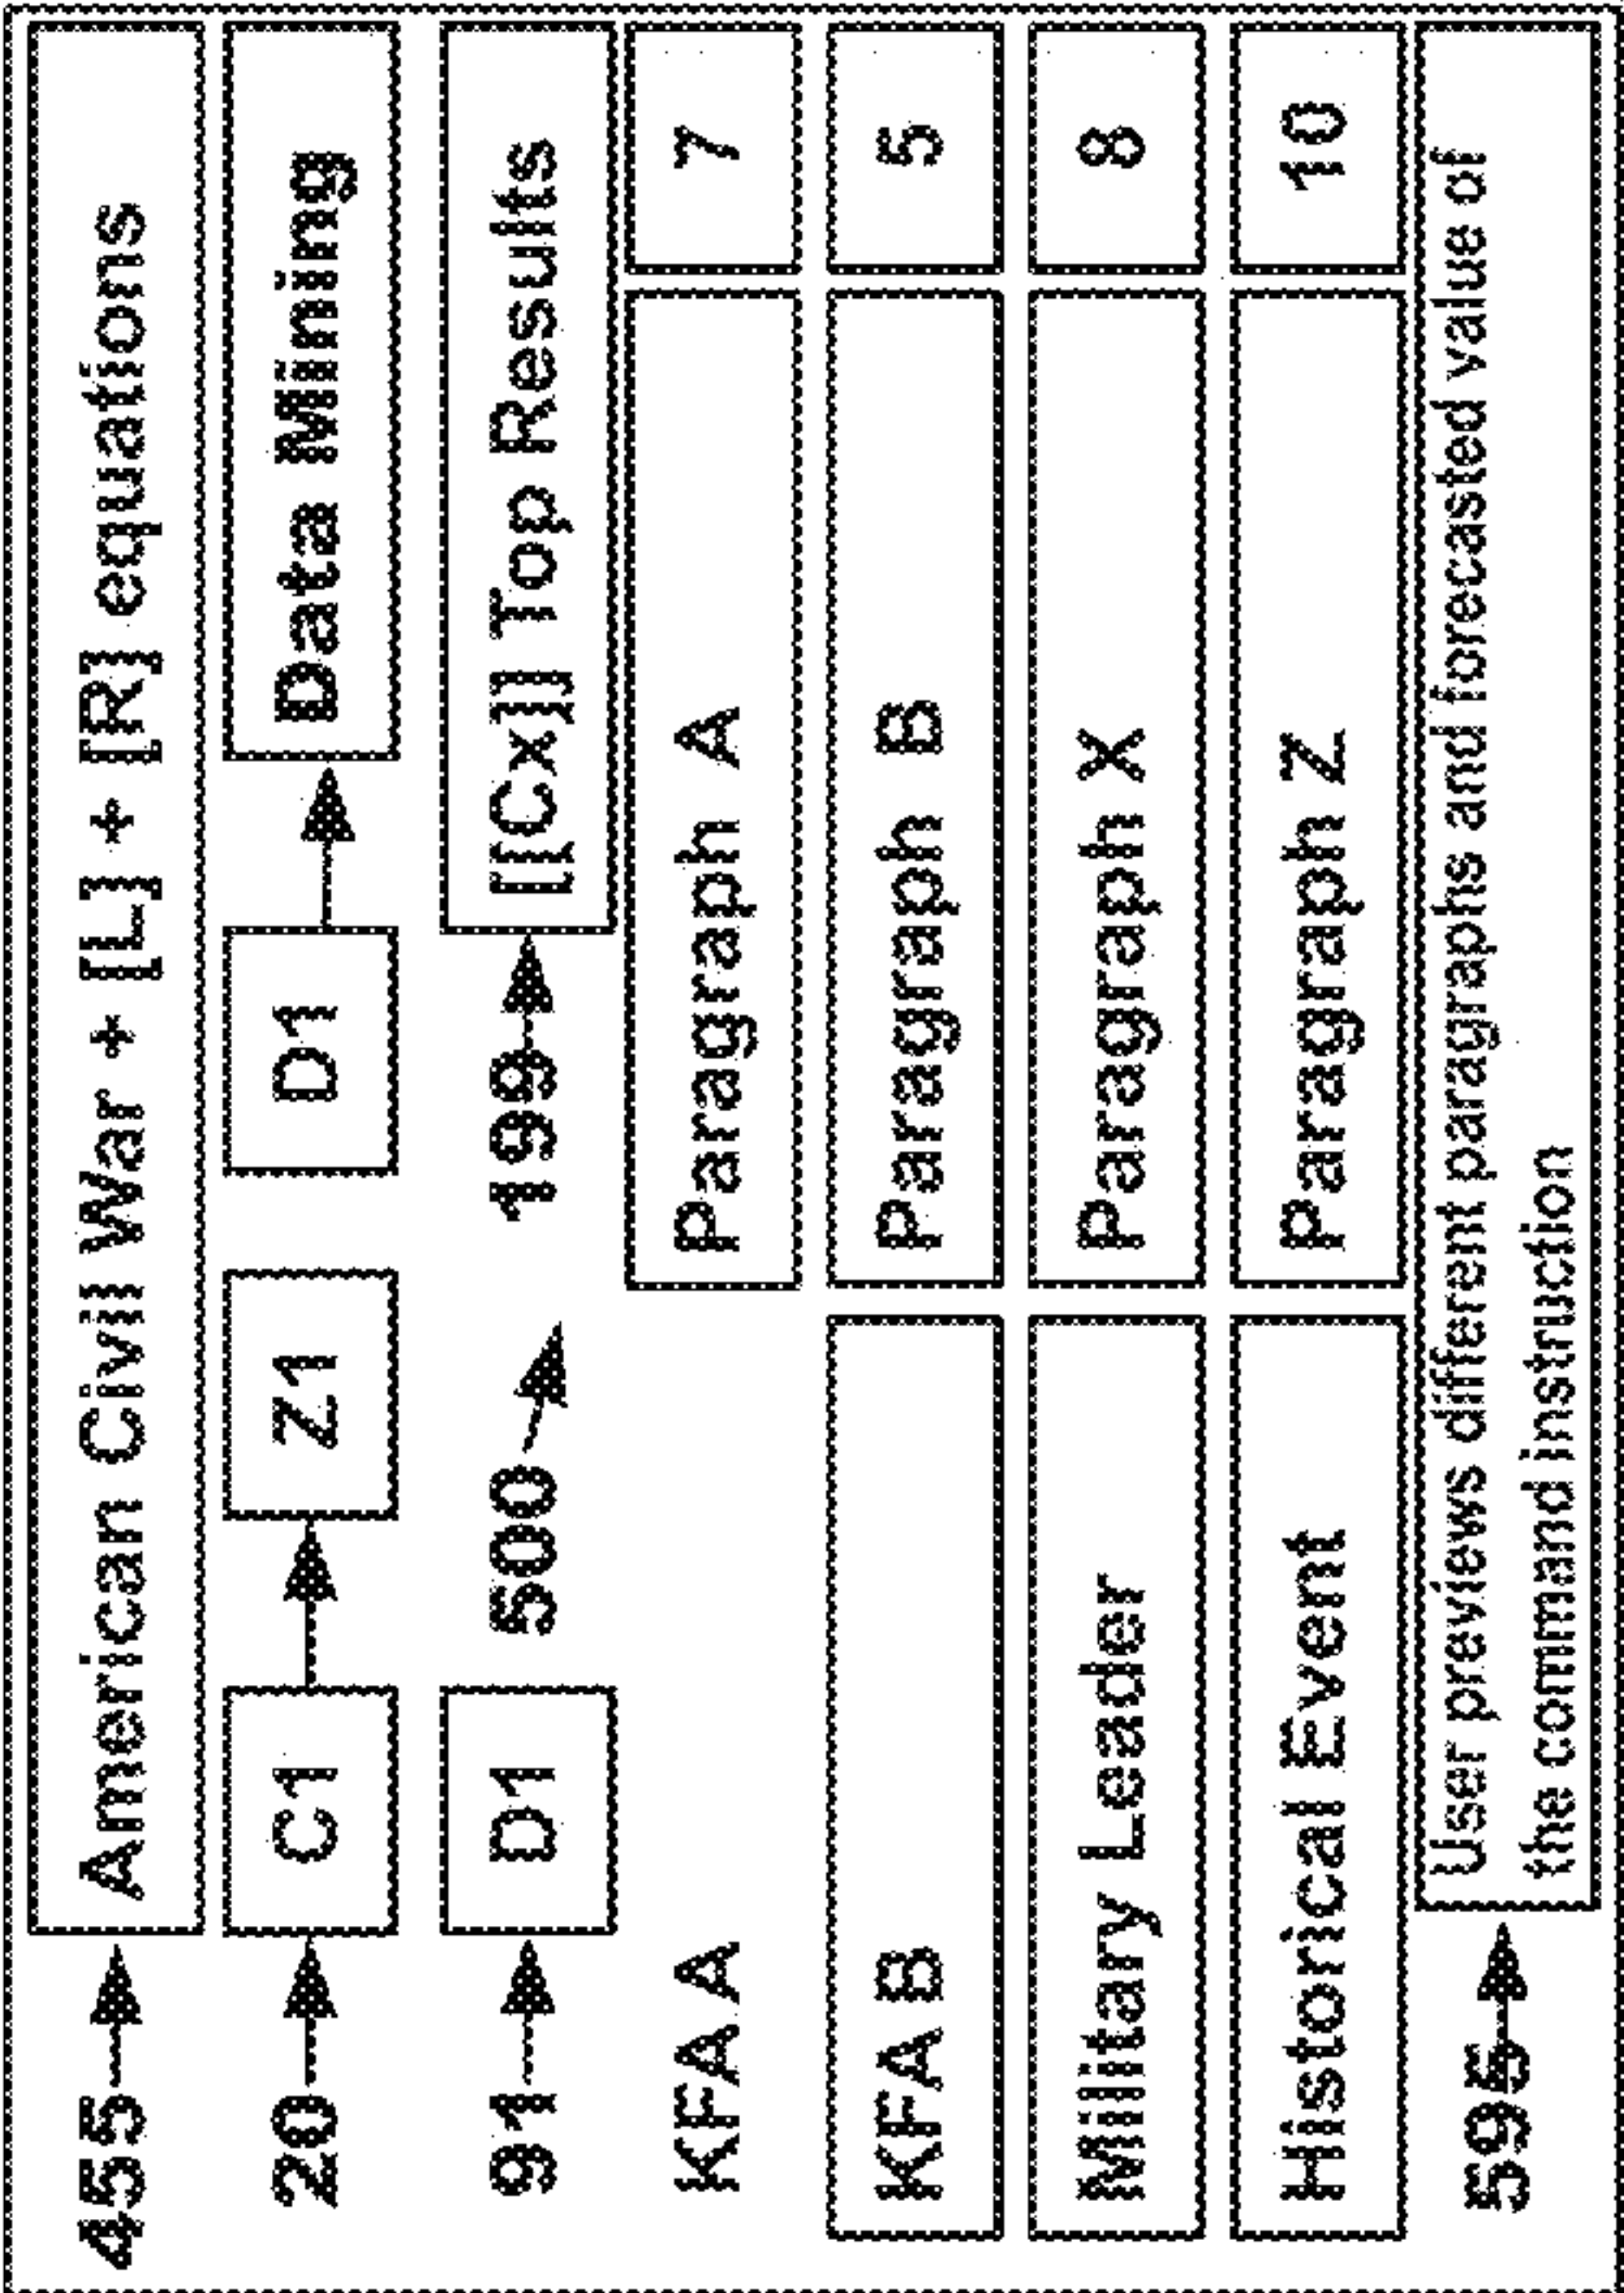 455 American Civil War + [L] + [R] equations
20 C1 Z1 D1 Data Mining
91 D1 500 199 [[Cx]] Top Results
KFA A Paragraph A 7
KFA B Paragraph B 5
Military Leader Paragraph X 8
Historical Event Paragraph Z 10
595 User previews different paragraphs and forecasted value of
the command instruction